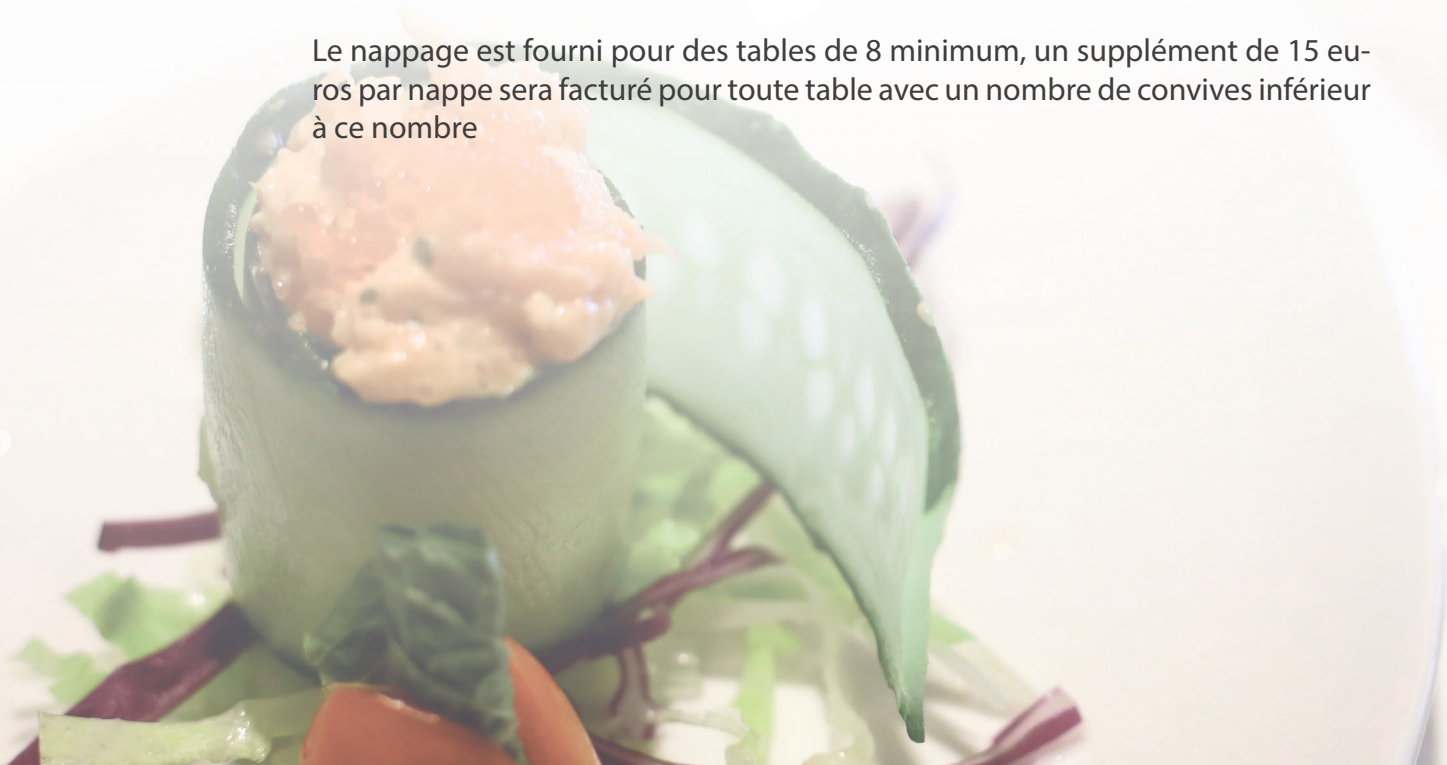 Le nappage est fourni pour des tables de 8 minimum, un supplément de 15 eu-
ros par nappe sera facturé pour toute table avec un nombre de convives inférieur
à ce nombre